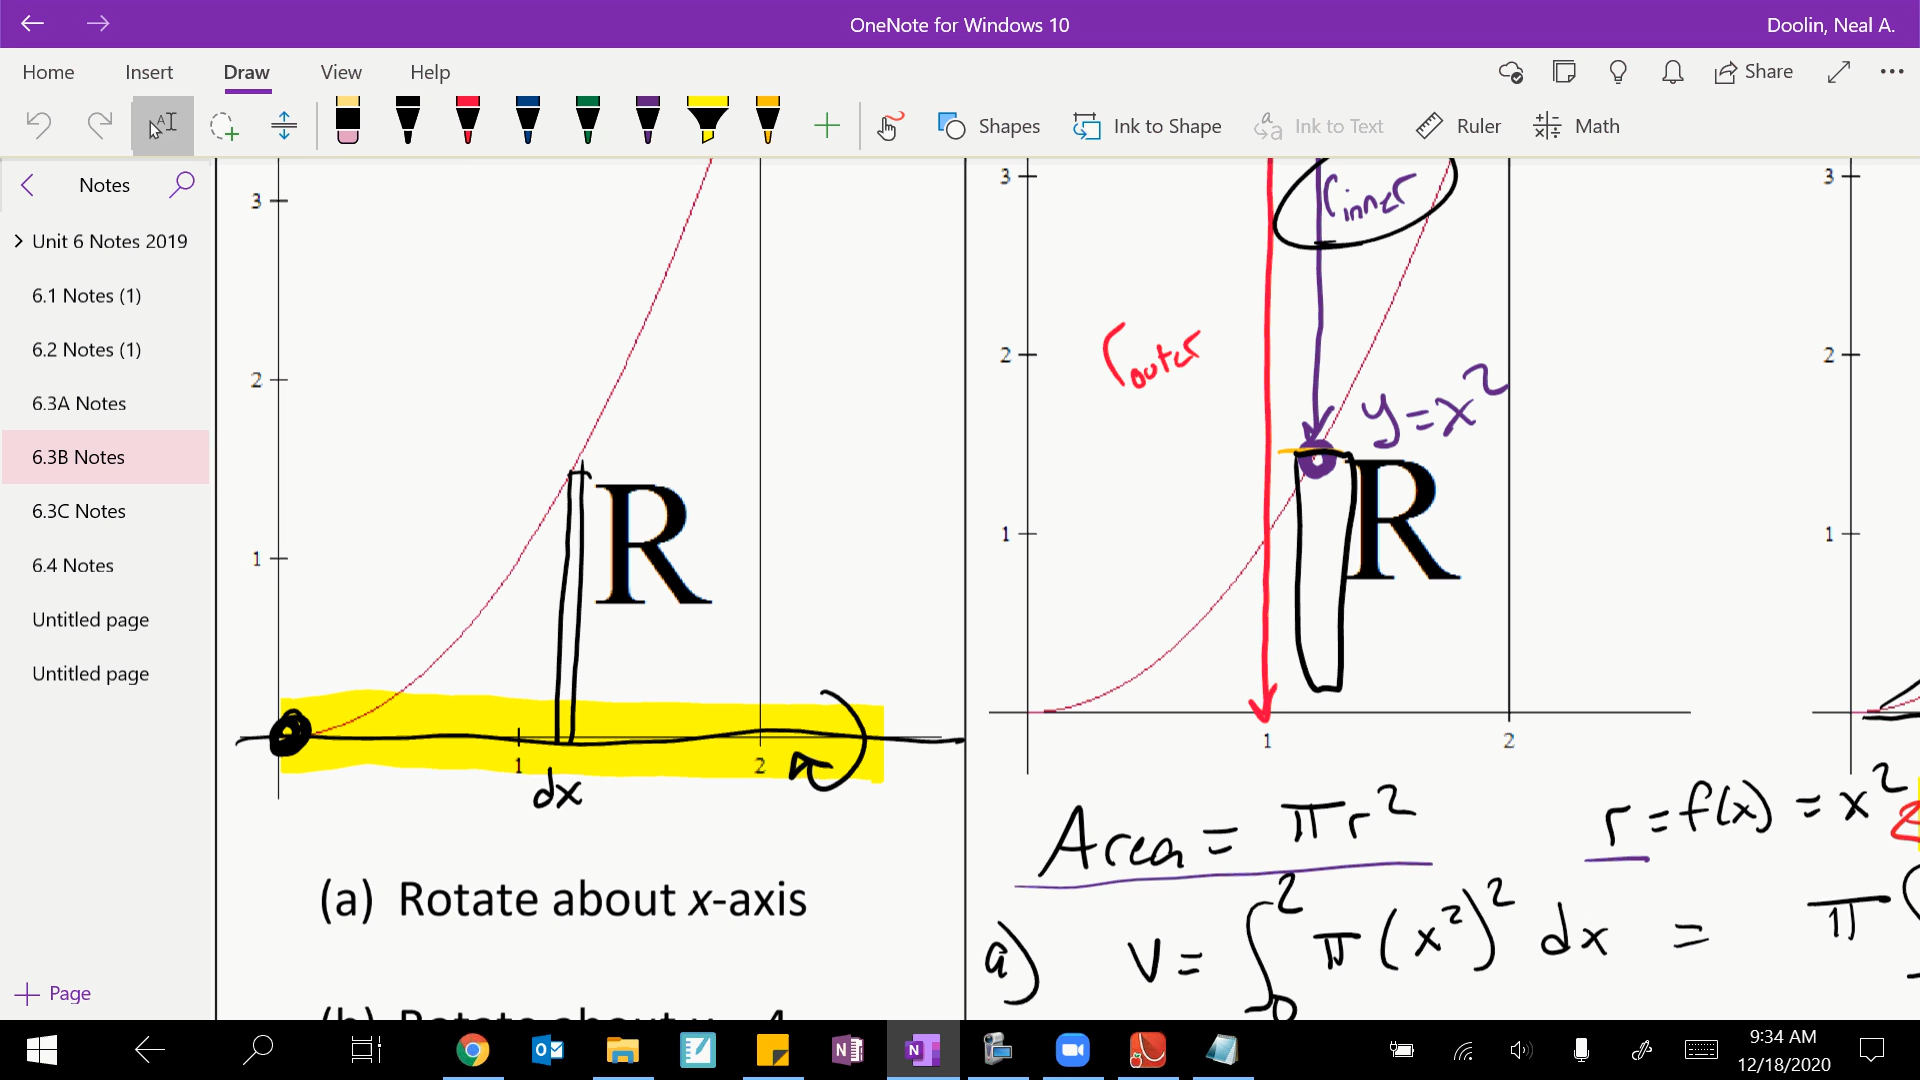 OneNote for Windows 10
Doolin, Neal A.
Home Insert Draw View Help
Share
Shapes Ink to Shape Ink to Text Ruler Math
Notes
Unit 6 Notes 2019
6.1 Notes (1)
6.2 Notes (1)
6.3A Notes
6.3B Notes
6.3C Notes
6.4 Notes
Untitled page
Untitled page
Page
3
2
1
R
1
2
dx
(a) Rotate about x-axis
3
2
1
r inner
r outer
y = x²
R
1
2
3
2
1
Area = πr²
r = f(x) = x²
a) V = ∫₀² π(x²)² dx = π
9:34 AM
12/18/2020